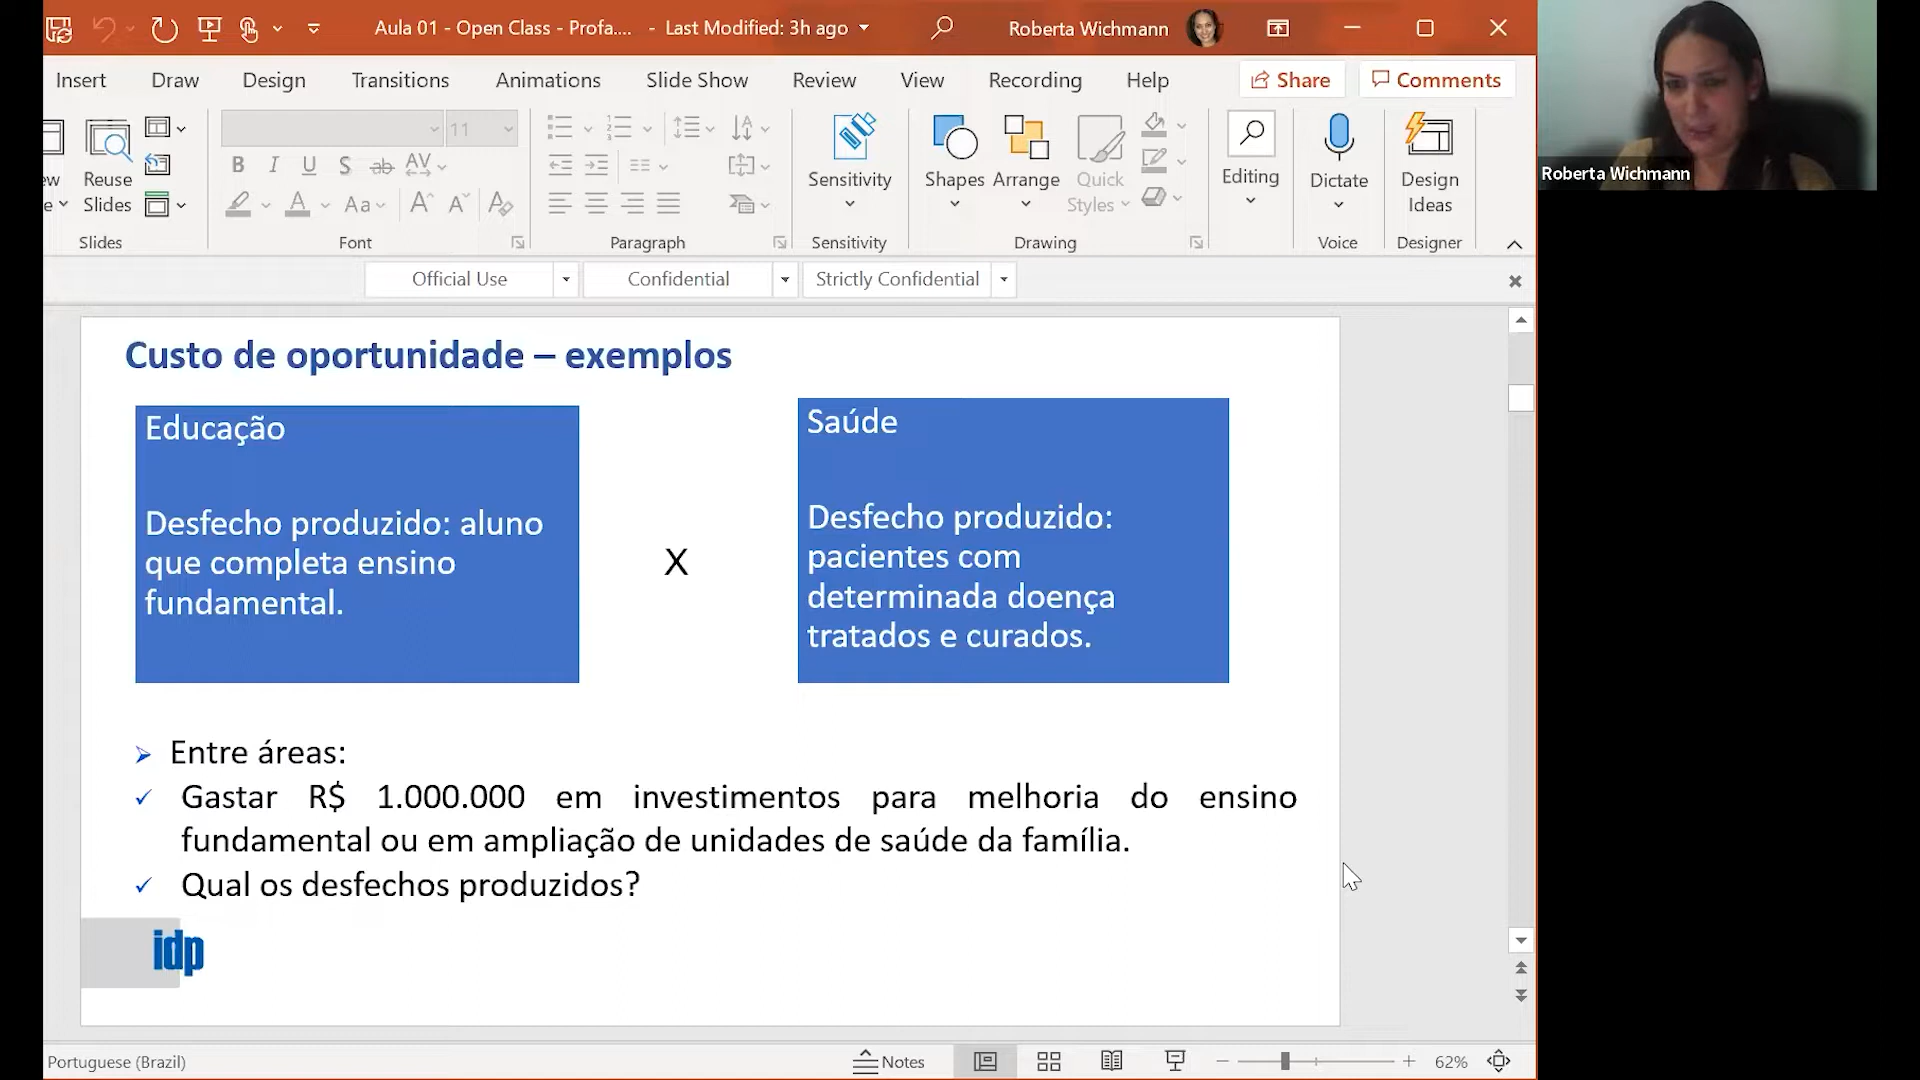 Aula 01 - Open Class - Profa.... - Last Modified: 3h ago
Roberta Wichmann
Insert Draw Design Transitions Animations Slide Show Review View Recording Help Share Comments
11
Reuse
Slides
Sensitivity
Shapes
Arrange
Quick
Styles
Editing
Dictate
Design
Ideas
Slides Font Paragraph Sensitivity Drawing Voice Designer
Official Use Confidential Strictly Confidential
Custo de oportunidade – exemplos
Educação
Desfecho produzido: aluno
que completa ensino
fundamental.
X
Saúde
Desfecho produzido:
pacientes com
determinada doença
tratados e curados.
Entre áreas:
Gastar R$ 1.000.000 em investimentos para melhoria do ensino
fundamental ou em ampliação de unidades de saúde da família.
Qual os desfechos produzidos?
idp
Portuguese (Brazil)
Notes
62%
Roberta Wichmann